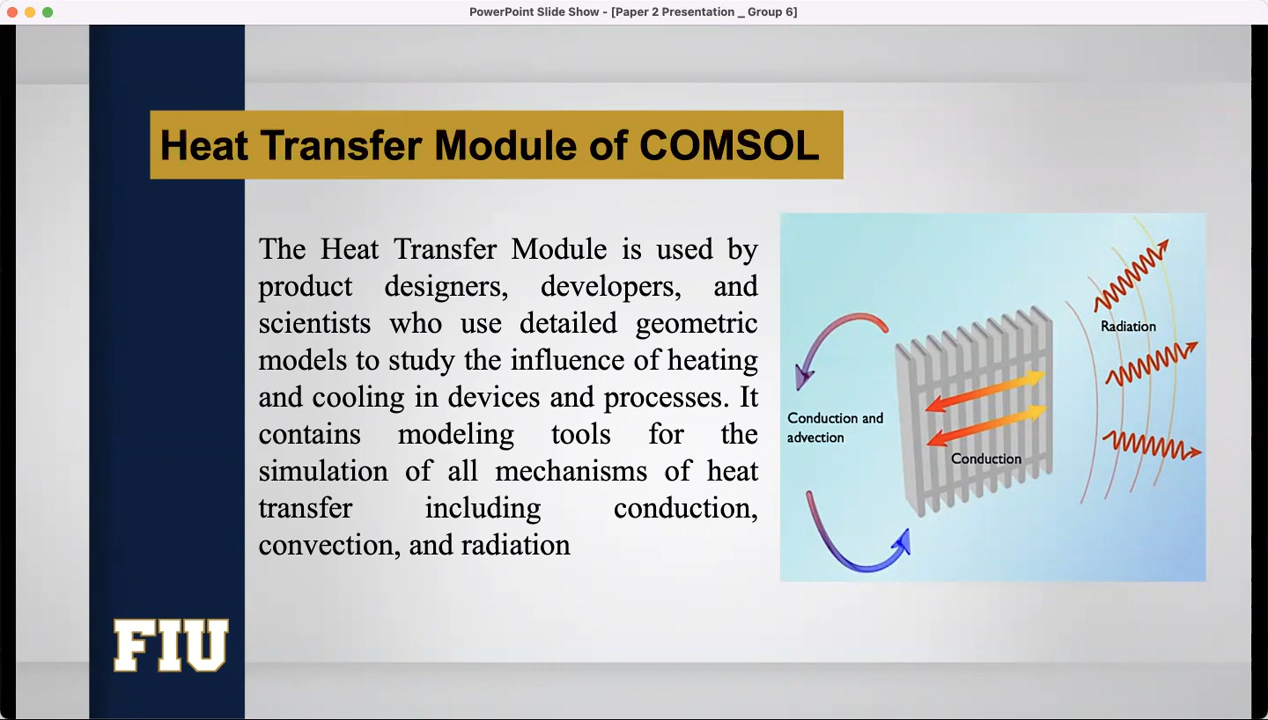 PowerPoint Slide Show - [Paper 2 Presentation _ Group 6]
Heat Transfer Module of COMSOL
The Heat Transfer Module is used by
product designers, developers, and
scientists who use detailed geometric
models to study the influence of heating
and cooling in devices and processes. It
contains modeling tools for the
simulation of all mechanisms of heat
transfer including conduction,
convection, and radiation
Radiation
Conduction and
advection
Conduction
FIU